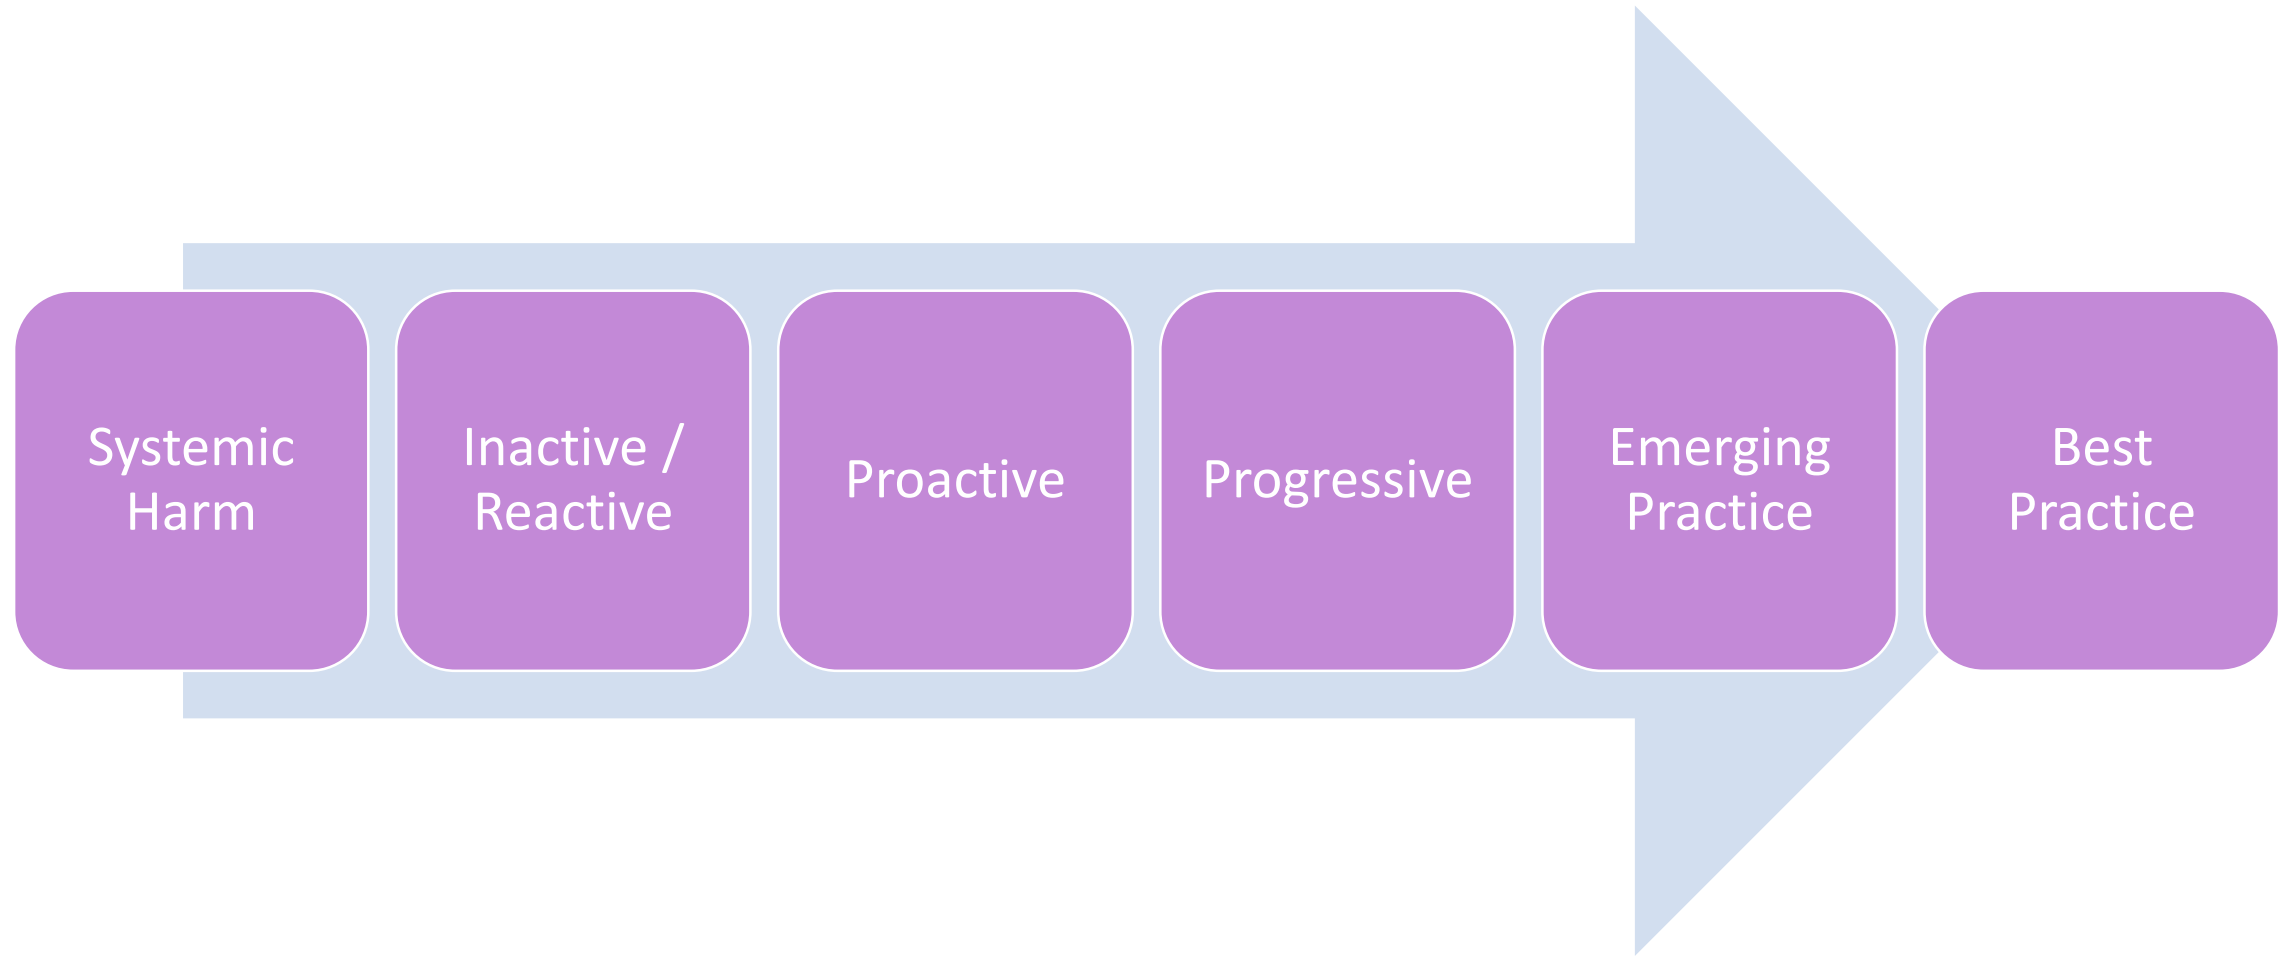 Systemic
Harm
Inactive /
Reactive
Proactive
Progressive
Emerging
Practice
Best
Practice